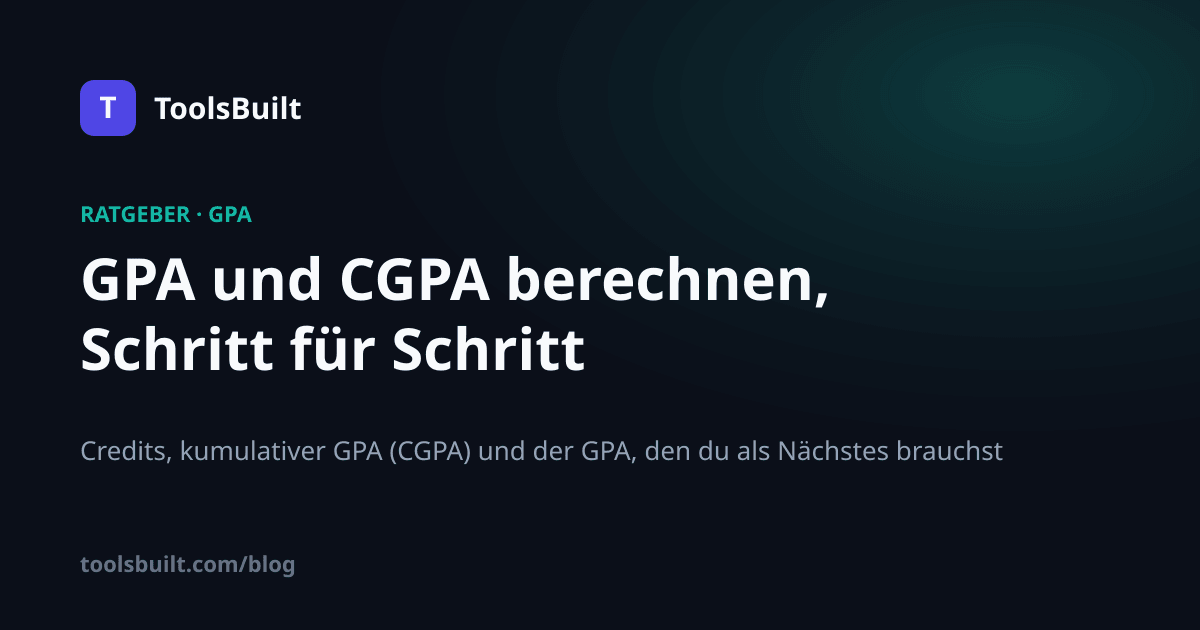 T
ToolsBuilt
RATGEBER · GPA
GPA und CGPA berechnen,
Schritt für Schritt
Credits, kumulativer GPA (CGPA) und der GPA, den du als Nächstes brauchst
toolsbuilt.com/blog